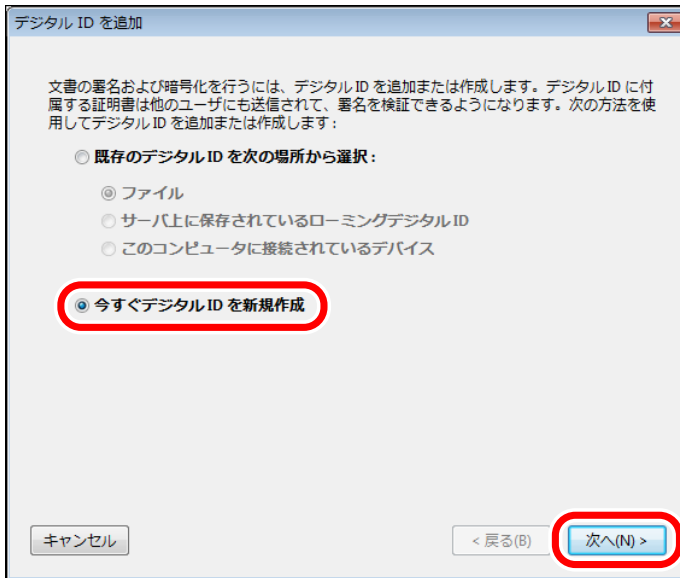 デジタル ID を追加
文書の署名および暗号化を行うには、デジタル ID を追加または作成します。デジタル ID に付
属する証明書は他のユーザにも送信されて、署名を検証できるようになります。次の方法を使
用してデジタル ID を追加または作成します :
既存のデジタル ID を次の場所から選択 :
ファイル
サーバ上に保存されているローミングデジタル ID
このコンピュータに接続されているデバイス
今すぐデジタル ID を新規作成
キャンセル
< 戻る(B)
次へ(N) >